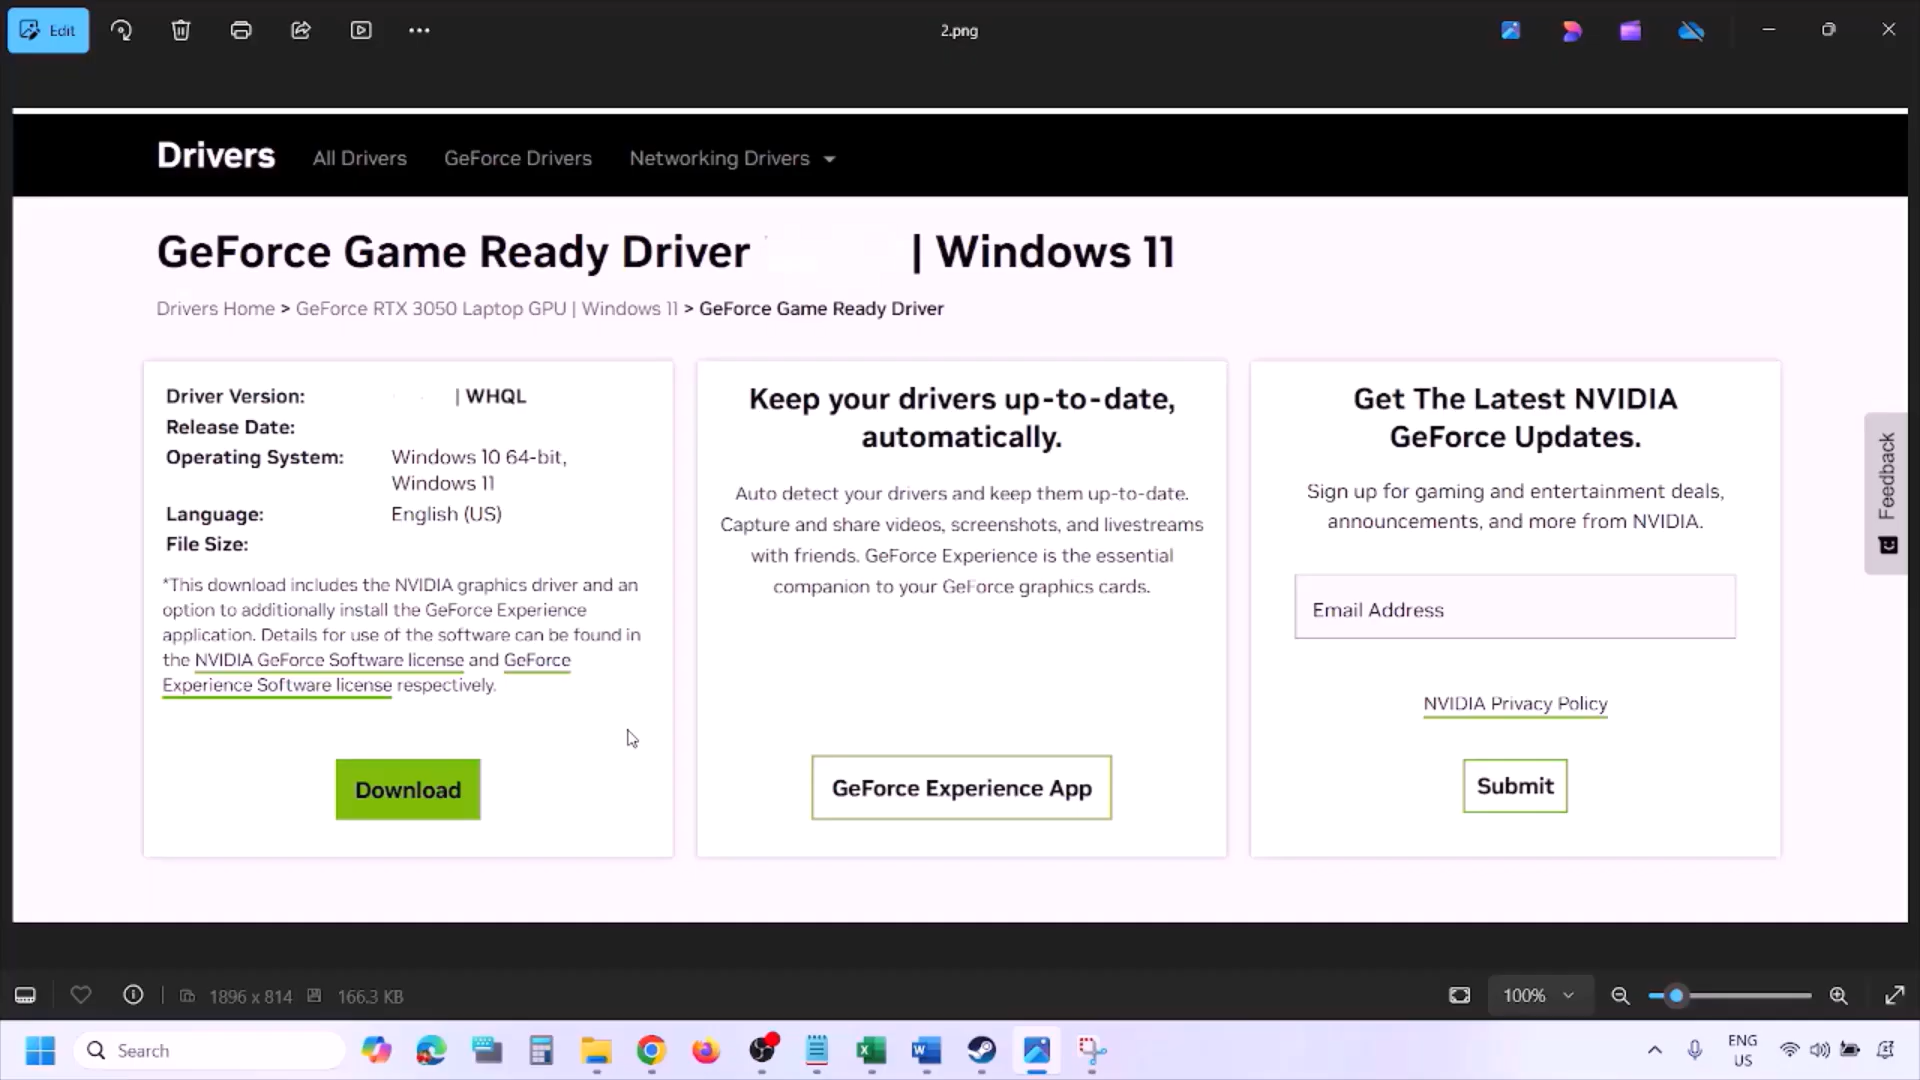 Edit
2.png
Drivers All Drivers GeForce Drivers Networking Drivers
GeForce Game Ready Driver | Windows 11
Drivers Home > GeForce RTX 3050 Laptop GPU | Windows 11 > GeForce Game Ready Driver
Driver Version: | WHQL
Release Date:
Operating System: Windows 10 64-bit,
Windows 11
Language: English (US)
File Size:
*This download includes the NVIDIA graphics driver and an
option to additionally install the GeForce Experience
application. Details for use of the software can be found in
the NVIDIA GeForce Software license and GeForce
Experience Software license respectively.
Download
Keep your drivers up-to-date,
automatically.
Auto detect your drivers and keep them up-to-date.
Capture and share videos, screenshots, and livestreams
with friends. GeForce Experience is the essential
companion to your GeForce graphics cards.
GeForce Experience App
Get The Latest NVIDIA
GeForce Updates.
Sign up for gaming and entertainment deals,
announcements, and more from NVIDIA.
Email Address
NVIDIA Privacy Policy
Submit
Feedback
1896 x 814 166.3 KB
100%
Search
ENG
US